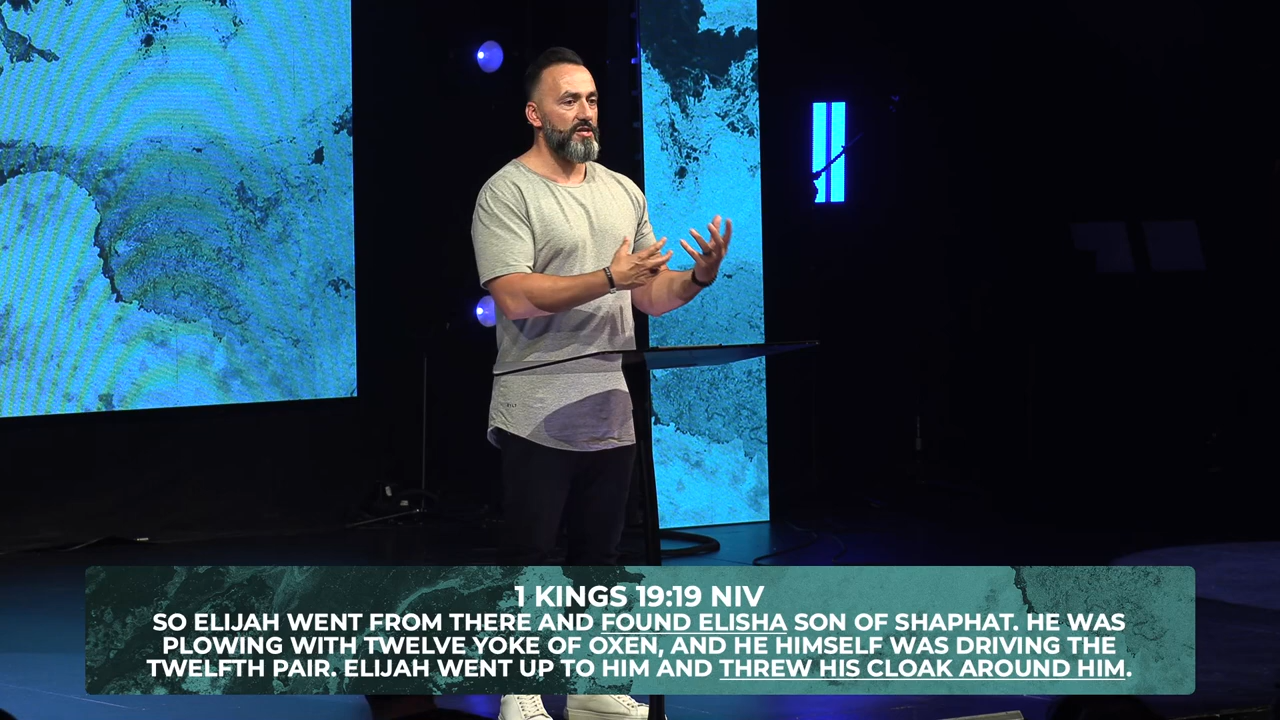 1 KINGS 19:19 NIV
SO ELIJAH WENT FROM THERE AND FOUND ELISHA SON OF SHAPHAT. HE WAS
PLOWING WITH TWELVE YOKE OF OXEN, AND HE HIMSELF WAS DRIVING THE
TWELFTH PAIR. ELIJAH WENT UP TO HIM AND THREW HIS CLOAK AROUND HIM.